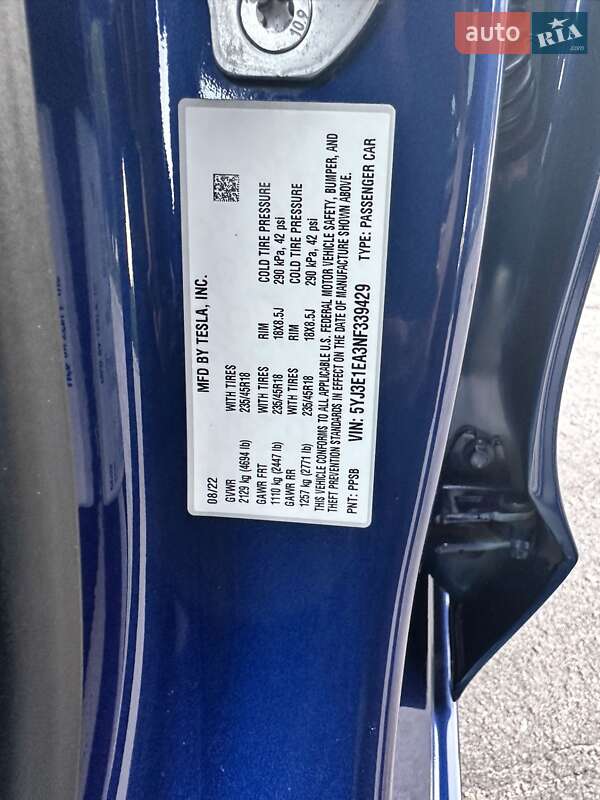 10.9
auto RIA .com
MFD BY TESLA, INC.
08/22
GVWR WITH TIRES RIM COLD TIRE PRESSURE
2129 kg (4694 lb) 235/45R18 18X8.5J 290 kPa, 42 psi
GAWR FRT WITH TIRES RIM COLD TIRE PRESSURE
1110 kg (2447 lb) 235/45R18 18X8.5J 290 kPa, 42 psi
GAWR RR
1257 kg (2771 lb) 235/45R18
THIS VEHICLE CONFORMS TO ALL APPLICABLE U.S. FEDERAL MOTOR VEHICLE SAFETY, BUMPER, AND
THEFT PREVENTION STANDARDS IN EFFECT ON THE DATE OF MANUFACTURE SHOWN ABOVE.
VIN: 5YJ3E1EA3NF339429
PNT: PPSB TYPE: PASSENGER CAR